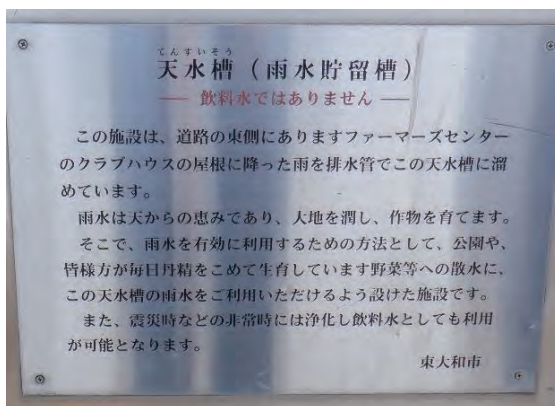 てんすいそう
天水槽(雨水貯留槽)
── 飲料水ではありません ──
この施設は、道路の東側にありますファーマーズセンター
のクラブハウスの屋根に降った雨を排水管でこの天水槽に溜
めています。
雨水は天からの恵みであり、大地を潤し、作物を育てます。
そこで、雨水を有効に利用するための方法として、公園や、
皆様方が毎日丹精をこめて生育しています野菜等への散水に、
この天水槽の雨水をご利用いただけるよう設けた施設です。
また、震災時などの非常時には浄化し飲料水としても利用
が可能となります。
東大和市